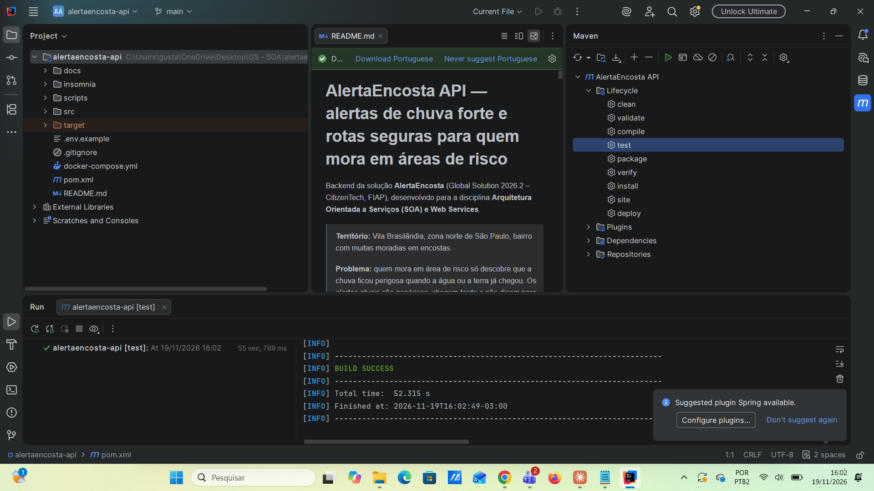 AA alertaencosta-api
main
Current File
Unlock Ultimate
Project
alertaencosta-api C:\Users\gusta\OneDrive\Desktop\GS - SOA\alertae
docs
insomnia
scripts
src
target
.env.example
.gitignore
docker-compose.yml
pom.xml
README.md
External Libraries
Scratches and Consoles
README.md
D... Download Portuguese Never suggest Portuguese
AlertaEncosta API —
alertas de chuva forte e
rotas seguras para quem
mora em áreas de risco
Backend da solução AlertaEncosta (Global Solution 2026.2 –
CitizenTech, FIAP), desenvolvido para a disciplina Arquitetura
Orientada a Serviços (SOA) e Web Services.
Território: Vila Brasilândia, zona norte de São Paulo, bairro
com muitas moradias em encostas.
Problema: quem mora em área de risco só descobre que a
chuva ficou perigosa quando a água ou a terra já chegou. Os
Maven
AlertaEncosta API
Lifecycle
clean
validate
compile
test
package
verify
install
site
deploy
Plugins
Dependencies
Repositories
Run alertaencosta-api [test]
alertaencosta-api [test]: At 19/11/2026 16:02 55 sec, 769 ms
[INFO]
[INFO] ------------------------------------------------------------------------
[INFO] BUILD SUCCESS
[INFO] ------------------------------------------------------------------------
[INFO] Total time: 52.315 s
[INFO] Finished at: 2026-11-19T16:02:49-03:00
[INFO] ------------------------------------------------------------------------
Suggested plugin Spring available.
Configure plugins... Don't suggest again
alertaencosta-api > pom.xml
1:1 CRLF UTF-8 2 spaces
1
Pesquisar
2
POR
PTB2
16:02
19/11/2026